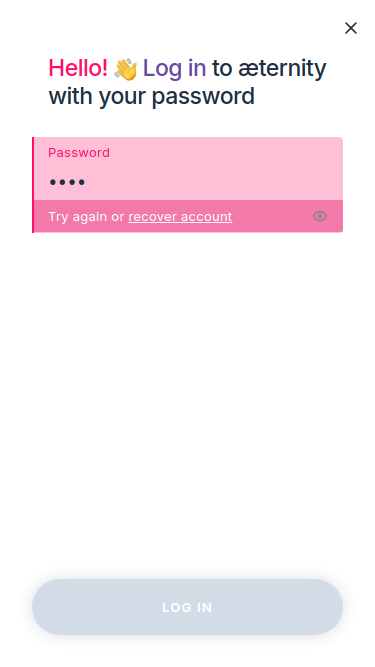 Hello! 👋 Log in to æternity
with your password
Password
••••
Try again or recover account
LOG IN